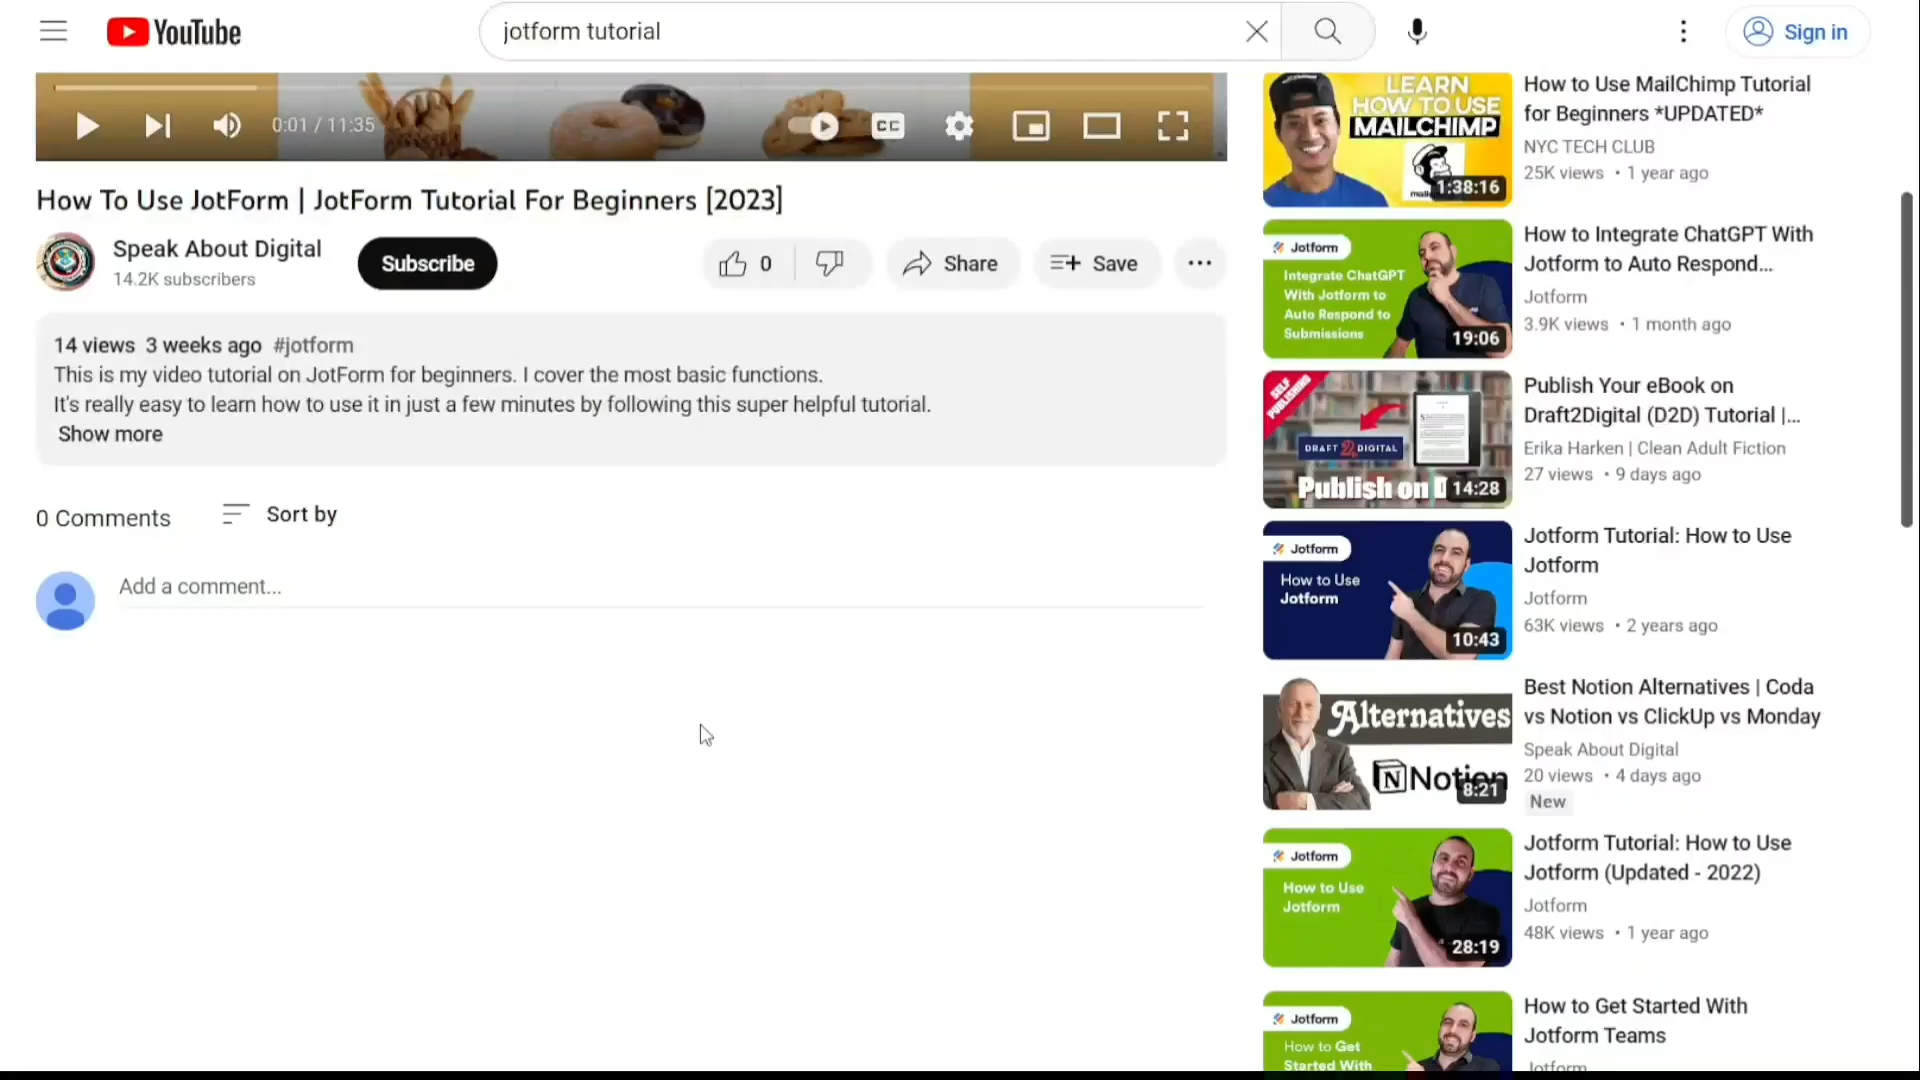 YouTube
jotform tutorial
Sign in
0:01 / 11:35
CC
How To Use JotForm | JotForm Tutorial For Beginners [2023]
Speak About Digital
14.2K subscribers
Subscribe
0
Share
Save
14 views 3 weeks ago #jotform
This is my video tutorial on JotForm for beginners. I cover the most basic functions.
It's really easy to learn how to use it in just a few minutes by following this super helpful tutorial.
Show more
0 Comments
Sort by
Add a comment...
LEARN
HOW TO USE
MAILCHIMP
1:38:16
How to Use MailChimp Tutorial
for Beginners *UPDATED*
NYC TECH CLUB
25K views • 1 year ago
Jotform
Integrate ChatGPT
With Jotform to
Auto Respond to
Submissions
19:06
How to Integrate ChatGPT With
Jotform to Auto Respond...
Jotform
3.9K views • 1 month ago
SELF
PUBLISHING
DRAFT 2 DIGITAL
Publish on D
14:28
Publish Your eBook on
Draft2Digital (D2D) Tutorial |...
Erika Harken | Clean Adult Fiction
27 views • 9 days ago
Jotform
How to Use
Jotform
10:43
Jotform Tutorial: How to Use
Jotform
Jotform
63K views • 2 years ago
Alternatives
Notion
8:21
Best Notion Alternatives | Coda
vs Notion vs ClickUp vs Monday
Speak About Digital
20 views • 4 days ago
New
Jotform
How to Use
Jotform
28:19
Jotform Tutorial: How to Use
Jotform (Updated - 2022)
Jotform
48K views • 1 year ago
Jotform
How to Get
Started With
How to Get Started With
Jotform Teams
Jotform